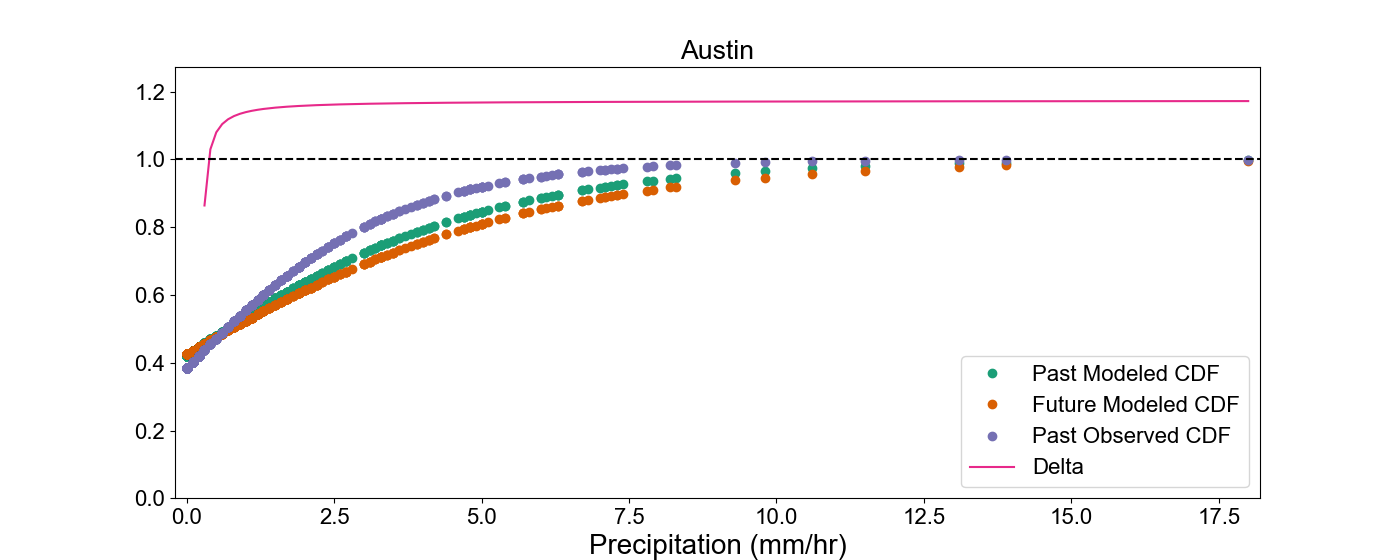 Austin
1.2
1.0
0.8
0.6
0.4
0.2
0.0
0.0 2.5 5.0 7.5 10.0 12.5 15.0 17.5
Precipitation (mm/hr)
Past Modeled CDF
Future Modeled CDF
Past Observed CDF
Delta